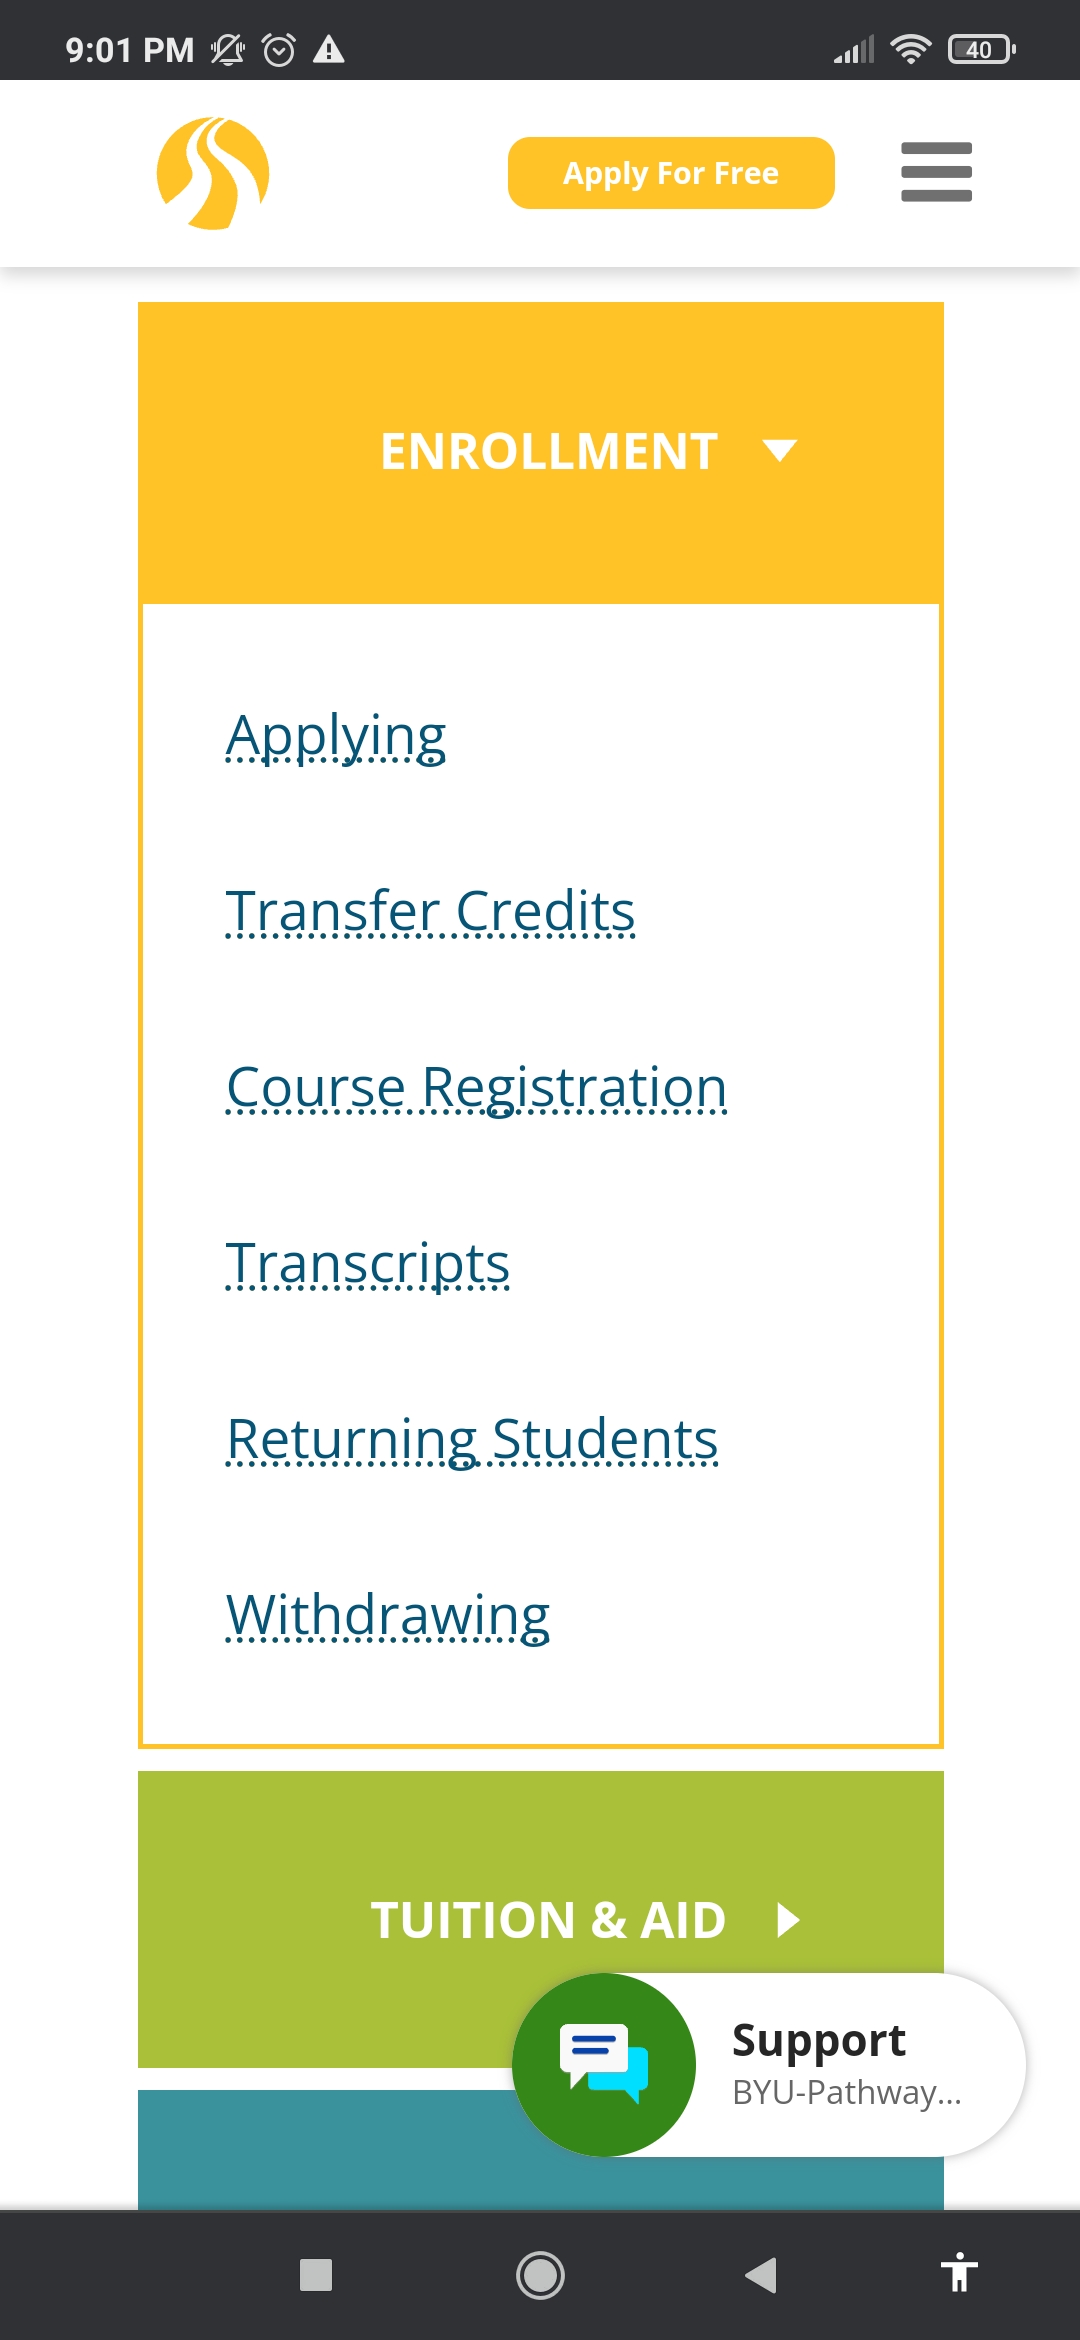 9:01 PM
40
Apply For Free
ENROLLMENT
Applying
Transfer Credits
Course Registration
Transcripts
Returning Students
Withdrawing
TUITION & AID
Support
BYU-Pathway...